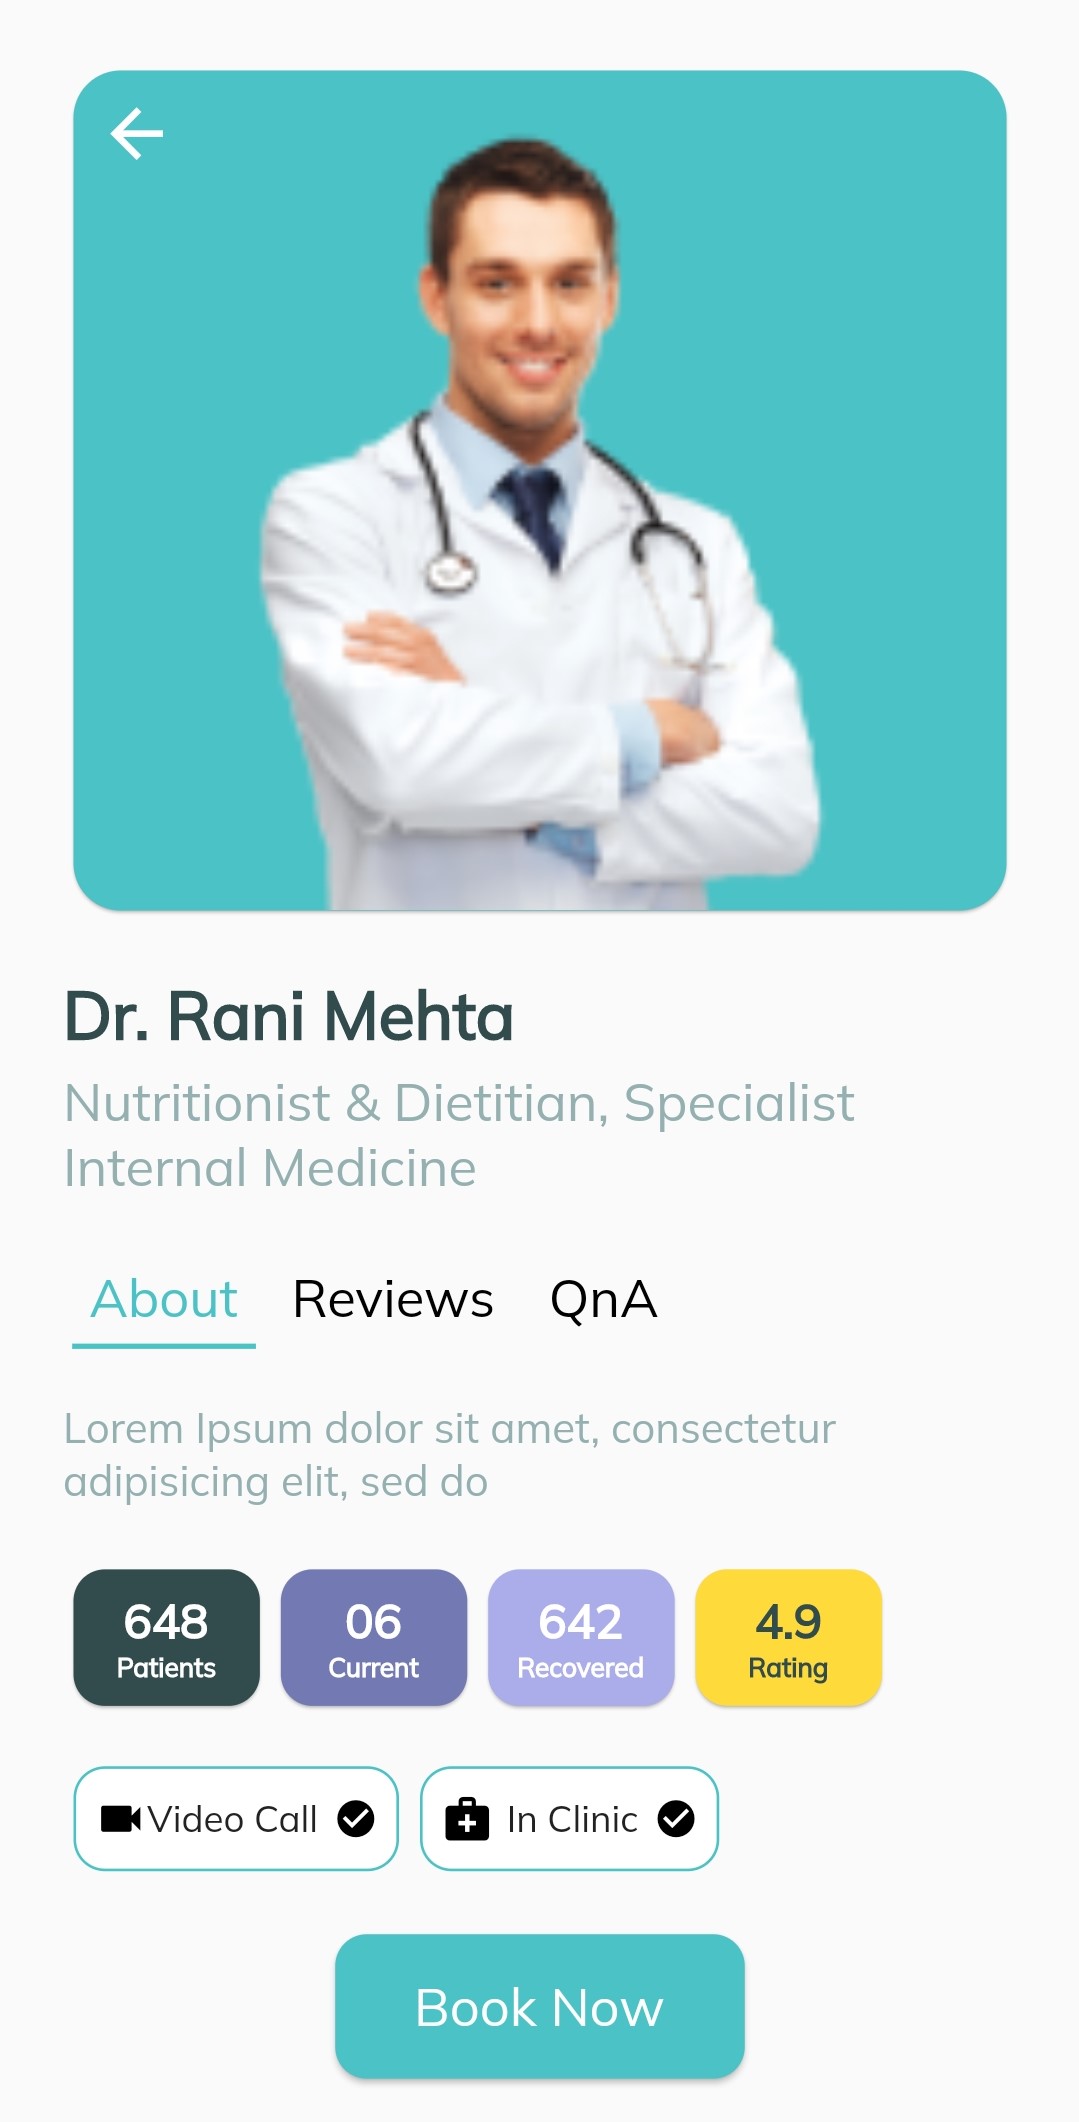 Dr. Rani Mehta
Nutritionist & Dietitian, Specialist
Internal Medicine
About Reviews QnA
Lorem Ipsum dolor sit amet, consectetur
adipisicing elit, sed do
648 06 642 4.9
Patients Current Recovered Rating
Video Call In Clinic
Book Now